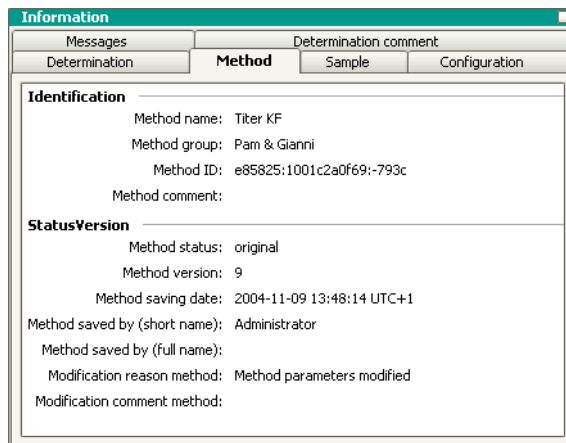 Information
Messages
Determination comment
Determination
Method
Sample
Configuration
Identification
Method name: Titer KF
Method group: Pam & Gianni
Method ID: e85825:1001c2a0f69:-793c
Method comment:
Status¥ersion
Method status: original
Method version: 9
Method saving date: 2004-11-09 13:48:14 UTC+1
Method saved by (short name): Administrator
Method saved by (full name):
Modification reason method: Method parameters modified
Modification comment method: